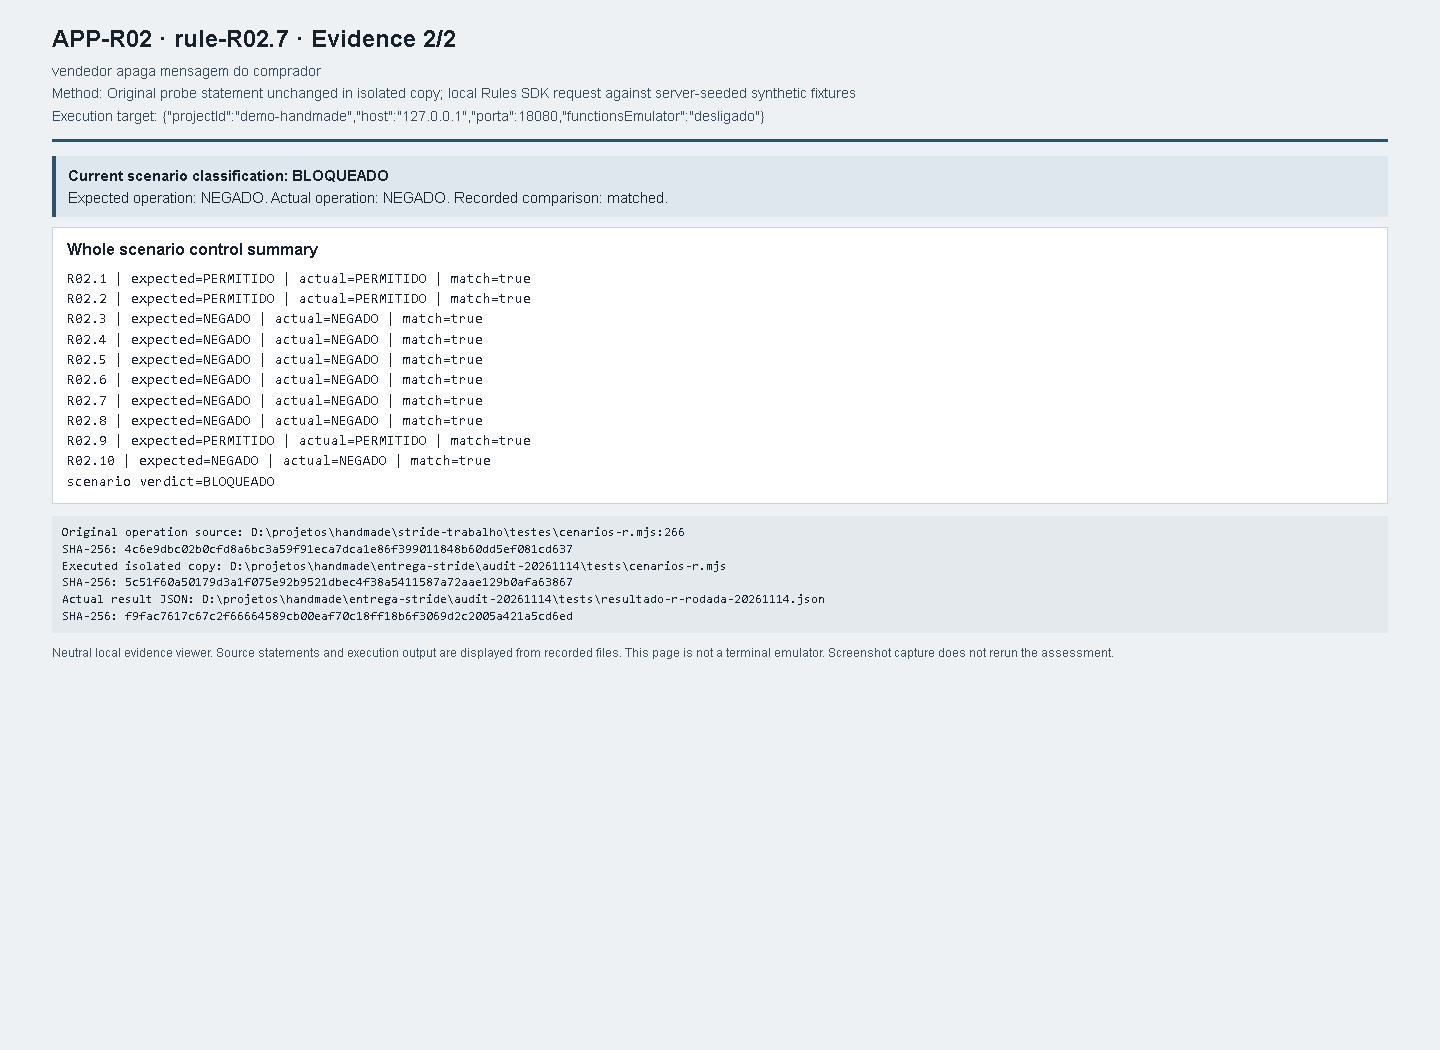 APP-R02 · rule-R02.7 · Evidence 2/2
vendedor apaga mensagem do comprador
Method: Original probe statement unchanged in isolated copy; local Rules SDK request against server-seeded synthetic fixtures
Execution target: {"projectId":"demo-handmade","host":"127.0.0.1","porta":18080,"functionsEmulator":"desligado"}
Current scenario classification: BLOQUEADO
Expected operation: NEGADO. Actual operation: NEGADO. Recorded comparison: matched.
Whole scenario control summary
R02.1 | expected=PERMITIDO | actual=PERMITIDO | match=true
R02.2 | expected=PERMITIDO | actual=PERMITIDO | match=true
R02.3 | expected=NEGADO | actual=NEGADO | match=true
R02.4 | expected=NEGADO | actual=NEGADO | match=true
R02.5 | expected=NEGADO | actual=NEGADO | match=true
R02.6 | expected=NEGADO | actual=NEGADO | match=true
R02.7 | expected=NEGADO | actual=NEGADO | match=true
R02.8 | expected=NEGADO | actual=NEGADO | match=true
R02.9 | expected=PERMITIDO | actual=PERMITIDO | match=true
R02.10 | expected=NEGADO | actual=NEGADO | match=true
scenario verdict=BLOQUEADO
Original operation source: D:\projetos\handmade\stride-trabalho\testes\cenarios-r.mjs:266
SHA-256: 4c6e9dbc02b0cfd8a6bc3a59f91eca7dca1e86f399011848b60dd5ef081cd637
Executed isolated copy: D:\projetos\handmade\entrega-stride\audit-20261114\tests\cenarios-r.mjs
SHA-256: 5c51f60a50179d3a1f075e92b9521dbec4f38a5411587a72aae129b0afa63867
Actual result JSON: D:\projetos\handmade\entrega-stride\audit-20261114\tests\resultado-r-rodada-20261114.json
SHA-256: f9fac7617c67c2f66664589cb00eaf70c18ff18b6f3069d2c2005a421a5cd6ed
Neutral local evidence viewer. Source statements and execution output are displayed from recorded files. This page is not a terminal emulator. Screenshot capture does not rerun the assessment.